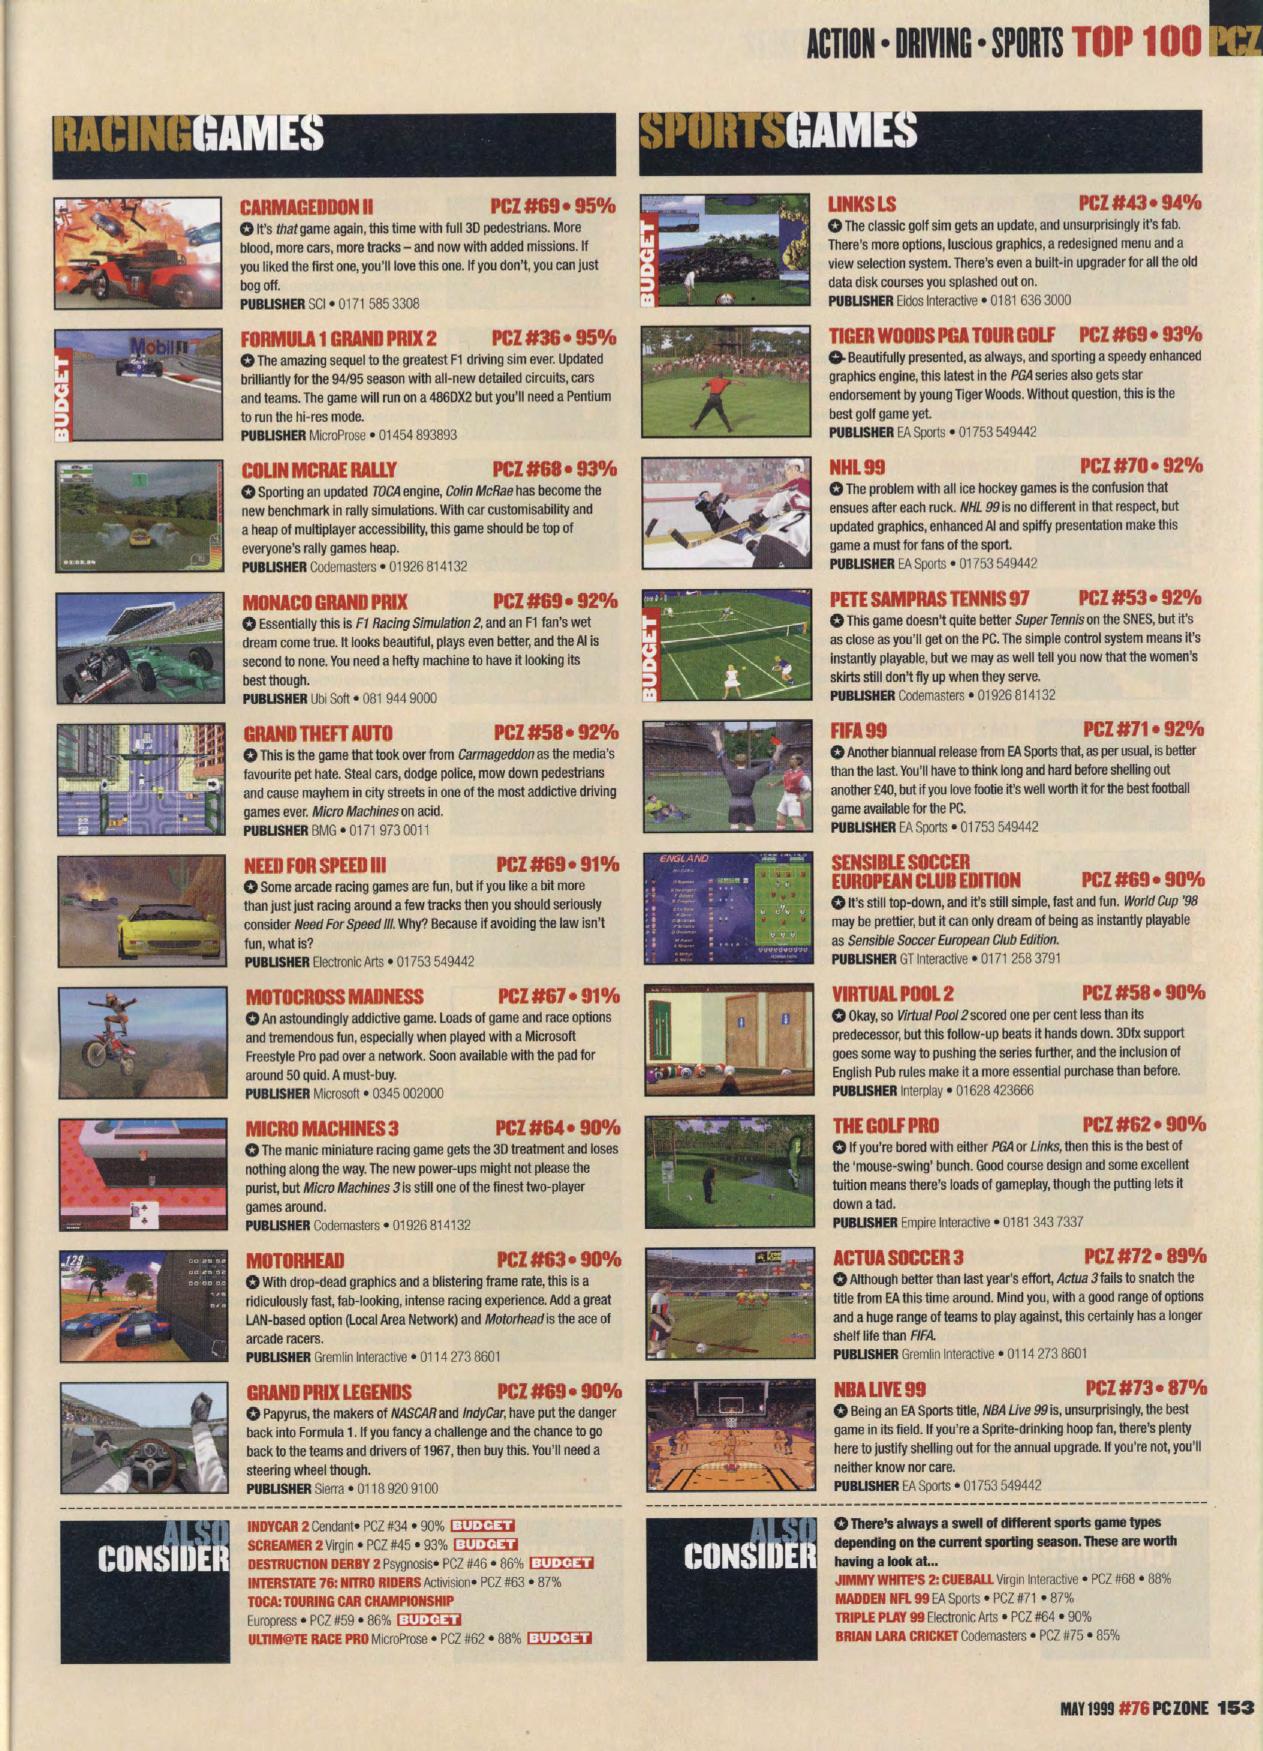 ACTION • DRIVING • SPORTS TOP 100 PCZ
RACINGGAMES
CARMAGEDDON II PCZ #69 • 95%
It's that game again, this time with full 3D pedestrians. More
blood, more cars, more tracks – and now with added missions. If
you liked the first one, you'll love this one. If you don't, you can just
bog off.
PUBLISHER SCI • 0171 585 3308
BUDGET
Mobil
FORMULA 1 GRAND PRIX 2 PCZ #36 • 95%
The amazing sequel to the greatest F1 driving sim ever. Updated
brilliantly for the 94/95 season with all-new detailed circuits, cars
and teams. The game will run on a 486DX2 but you'll need a Pentium
to run the hi-res mode.
PUBLISHER MicroProse • 01454 893893
COLIN MCRAE RALLY PCZ #68 • 93%
Sporting an updated TOCA engine, Colin McRae has become the
new benchmark in rally simulations. With car customisability and
a heap of multiplayer accessibility, this game should be top of
everyone's rally games heap.
PUBLISHER Codemasters • 01926 814132
MONACO GRAND PRIX PCZ #69 • 92%
Essentially this is F1 Racing Simulation 2, and an F1 fan's wet
dream come true. It looks beautiful, plays even better, and the AI is
second to none. You need a hefty machine to have it looking its
best though.
PUBLISHER Ubi Soft • 081 944 9000
GRAND THEFT AUTO PCZ #58 • 92%
This is the game that took over from Carmageddon as the media's
favourite pet hate. Steal cars, dodge police, mow down pedestrians
and cause mayhem in city streets in one of the most addictive driving
games ever. Micro Machines on acid.
PUBLISHER BMG • 0171 973 0011
NEED FOR SPEED III PCZ #69 • 91%
Some arcade racing games are fun, but if you like a bit more
than just just racing around a few tracks then you should seriously
consider Need For Speed III. Why? Because if avoiding the law isn't
fun, what is?
PUBLISHER Electronic Arts • 01753 549442
MOTOCROSS MADNESS PCZ #67 • 91%
An astoundingly addictive game. Loads of game and race options
and tremendous fun, especially when played with a Microsoft
Freestyle Pro pad over a network. Soon available with the pad for
around 50 quid. A must-buy.
PUBLISHER Microsoft • 0345 002000
MICRO MACHINES 3 PCZ #64 • 90%
The manic miniature racing game gets the 3D treatment and loses
nothing along the way. The new power-ups might not please the
purist, but Micro Machines 3 is still one of the finest two-player
games around.
PUBLISHER Codemasters • 01926 814132
129
MOTORHEAD PCZ #63 • 90%
With drop-dead graphics and a blistering frame rate, this is a
ridiculously fast, fab-looking, intense racing experience. Add a great
LAN-based option (Local Area Network) and Motorhead is the ace of
arcade racers.
PUBLISHER Gremlin Interactive • 0114 273 8601
GRAND PRIX LEGENDS PCZ #69 • 90%
Papyrus, the makers of NASCAR and IndyCar, have put the danger
back into Formula 1. If you fancy a challenge and the chance to go
back to the teams and drivers of 1967, then buy this. You'll need a
steering wheel though.
PUBLISHER Sierra • 0118 920 9100
ALSO
CONSIDER
INDYCAR 2 Cendant • PCZ #34 • 90% BUDGET
SCREAMER 2 Virgin • PCZ #45 • 93% BUDGET
DESTRUCTION DERBY 2 Psygnosis • PCZ #46 • 86% BUDGET
INTERSTATE 76: NITRO RIDERS Activision • PCZ #63 • 87%
TOCA: TOURING CAR CHAMPIONSHIP
Europress • PCZ #59 • 86% BUDGET
ULTIM@TE RACE PRO MicroProse • PCZ #62 • 88% BUDGET
SPORTSGAMES
BUDGET
LINKS LS PCZ #43 • 94%
The classic golf sim gets an update, and unsurprisingly it's fab.
There's more options, luscious graphics, a redesigned menu and a
view selection system. There's even a built-in upgrader for all the old
data disk courses you splashed out on.
PUBLISHER Eidos Interactive • 0181 636 3000
TIGER WOODS PGA TOUR GOLF PCZ #69 • 93%
Beautifully presented, as always, and sporting a speedy enhanced
graphics engine, this latest in the PGA series also gets star
endorsement by young Tiger Woods. Without question, this is the
best golf game yet.
PUBLISHER EA Sports • 01753 549442
NHL 99 PCZ #70 • 92%
The problem with all ice hockey games is the confusion that
ensues after each ruck. NHL 99 is no different in that respect, but
updated graphics, enhanced AI and spiffy presentation make this
game a must for fans of the sport.
PUBLISHER EA Sports • 01753 549442
BUDGET
PETE SAMPRAS TENNIS 97 PCZ #53 • 92%
This game doesn't quite better Super Tennis on the SNES, but it's
as close as you'll get on the PC. The simple control system means it's
instantly playable, but we may as well tell you now that the women's
skirts still don't fly up when they serve.
PUBLISHER Codemasters • 01926 814132
FIFA 99 PCZ #71 • 92%
Another biannual release from EA Sports that, as per usual, is better
than the last. You'll have to think long and hard before shelling out
another £40, but if you love footie it's well worth it for the best football
game available for the PC.
PUBLISHER EA Sports • 01753 549442
ENGLAND
SENSIBLE SOCCER
EUROPEAN CLUB EDITION PCZ #69 • 90%
It's still top-down, and it's still simple, fast and fun. World Cup '98
may be prettier, but it can only dream of being as instantly playable
as Sensible Soccer European Club Edition.
PUBLISHER GT Interactive • 0171 258 3791
VIRTUAL POOL 2 PCZ #58 • 90%
Okay, so Virtual Pool 2 scored one per cent less than its
predecessor, but this follow-up beats it hands down. 3Dfx support
goes some way to pushing the series further, and the inclusion of
English Pub rules make it a more essential purchase than before.
PUBLISHER Interplay • 01628 423666
THE GOLF PRO PCZ #62 • 90%
If you're bored with either PGA or Links, then this is the best of
the 'mouse-swing' bunch. Good course design and some excellent
tuition means there's loads of gameplay, though the putting lets it
down a tad.
PUBLISHER Empire Interactive • 0181 343 7337
ACTUA SOCCER 3 PCZ #72 • 89%
Although better than last year's effort, Actua 3 fails to snatch the
title from EA this time around. Mind you, with a good range of options
and a huge range of teams to play against, this certainly has a longer
shelf life than FIFA.
PUBLISHER Gremlin Interactive • 0114 273 8601
NBA LIVE 99 PCZ #73 • 87%
Being an EA Sports title, NBA Live 99 is, unsurprisingly, the best
game in its field. If you're a Sprite-drinking hoop fan, there's plenty
here to justify shelling out for the annual upgrade. If you're not, you'll
neither know nor care.
PUBLISHER EA Sports • 01753 549442
ALSO
CONSIDER
There's always a swell of different sports game types
depending on the current sporting season. These are worth
having a look at...
JIMMY WHITE'S 2: CUEBALL Virgin Interactive • PCZ #68 • 88%
MADDEN NFL 99 EA Sports • PCZ #71 • 87%
TRIPLE PLAY 99 Electronic Arts • PCZ #64 • 90%
BRIAN LARA CRICKET Codemasters • PCZ #75 • 85%
MAY 1999 #76 PC ZONE 153